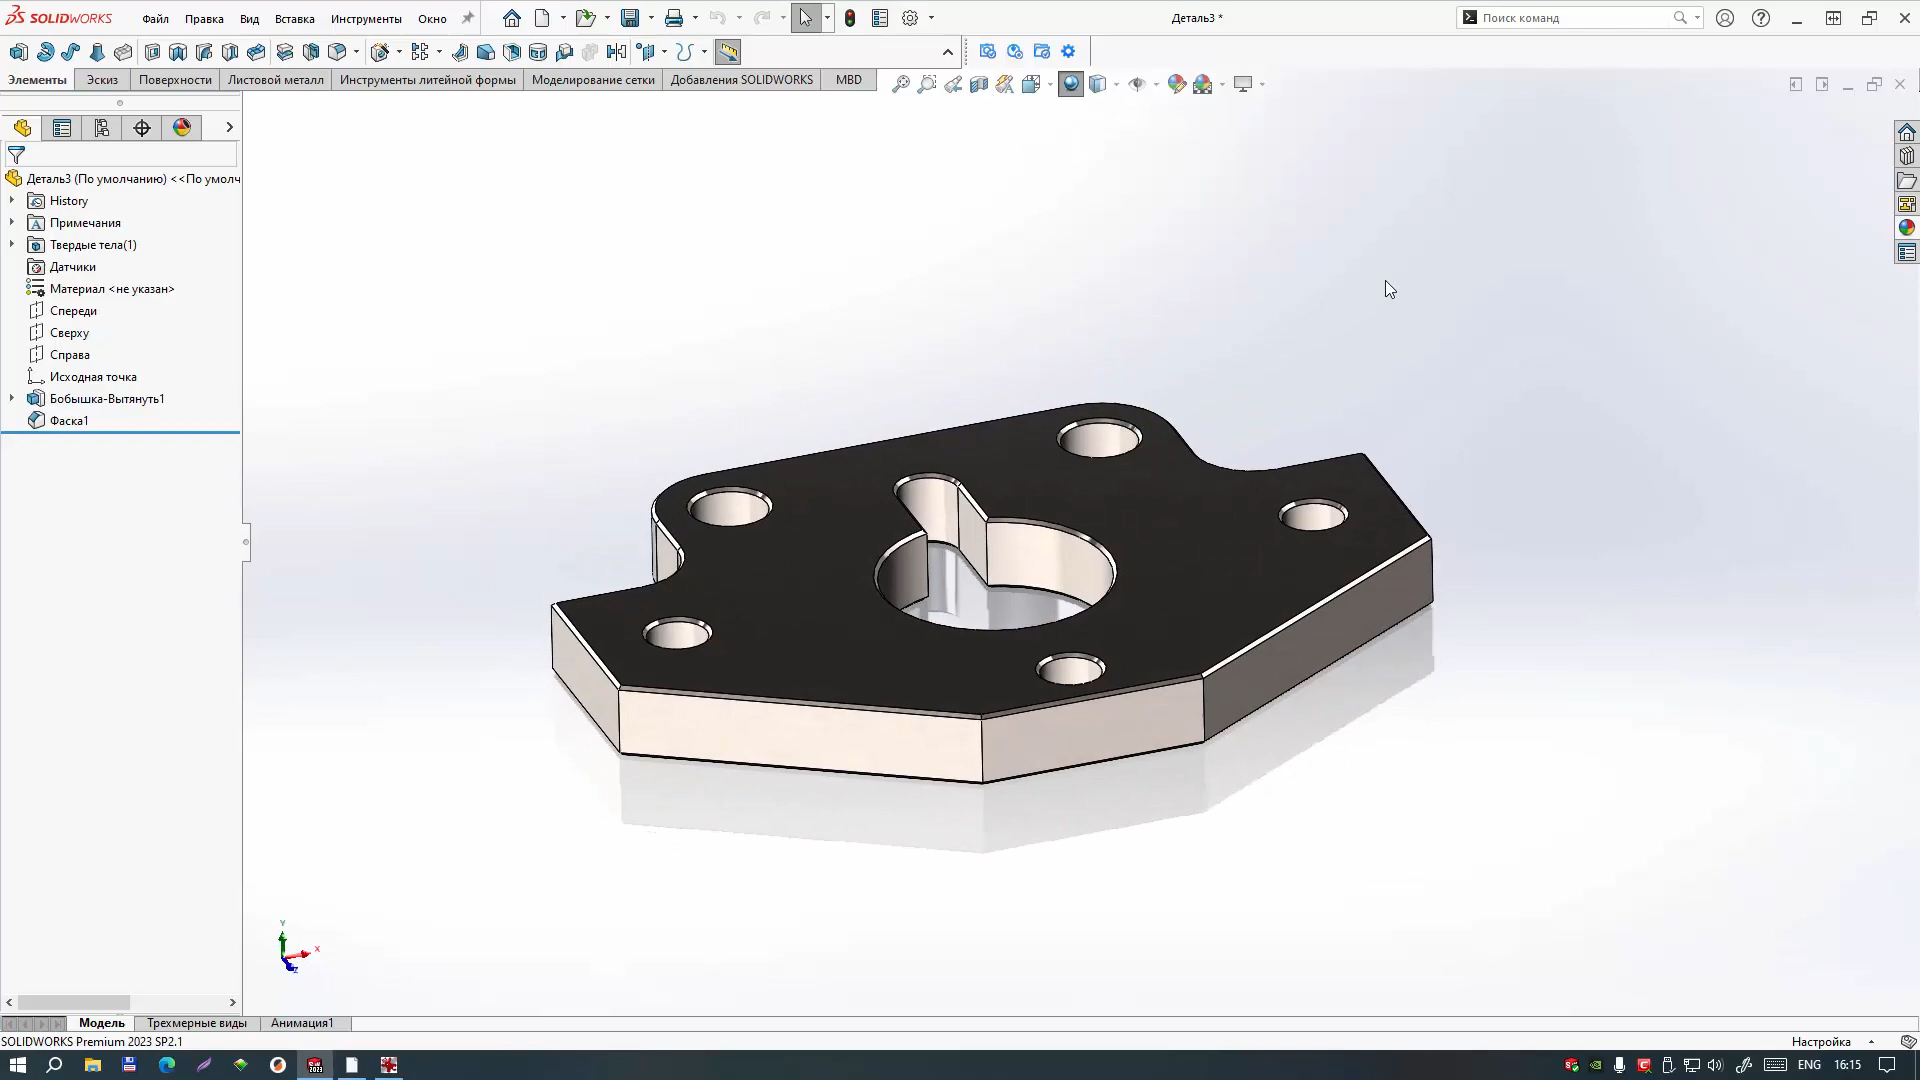 SOLIDWORKS Файл Правка Вид Вставка Инструменты Окно Деталь3 * Поиск команд
Элементы Эскиз Поверхности Листовой металл Инструменты литейной формы Моделирование сетки Добавления SOLIDWORKS MBD
Деталь3 (По умолчанию) <<По умолч
History
Примечания
Твердые тела(1)
Датчики
Материал <не указан>
Спереди
Сверху
Справа
Исходная точка
Бобышка-Вытянуть1
Фаска1
Y
X
Z
Модель Трехмерные виды Анимация1
SOLIDWORKS Premium 2023 SP2.1 Настройка
ENG 16:15